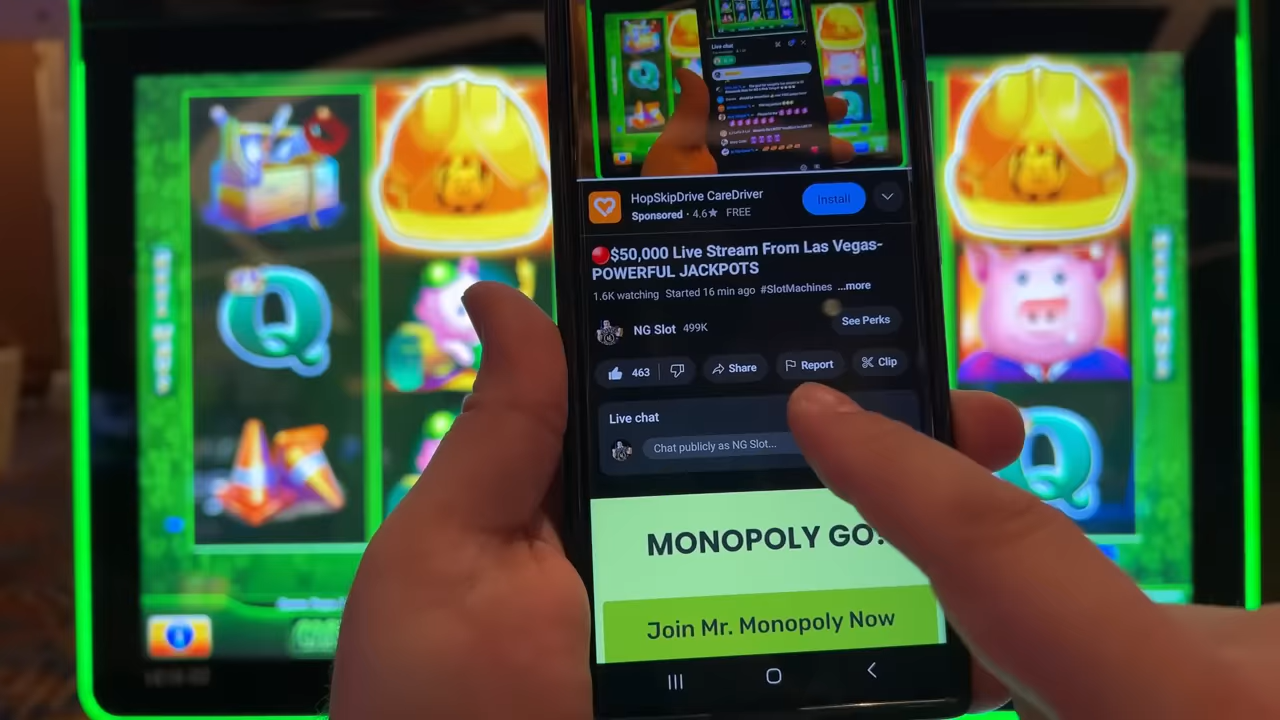 Live chat
HopSkipDrive CareDriver
Sponsored · 4.6★ FREE
Install
$50,000 Live Stream From Las Vegas-
POWERFUL JACKPOTS
1.6K watching Started 16 min ago #SlotMachines ...more
NG Slot 499K
See Perks
463
Share
Report
Clip
Live chat
Chat publicly as NG Slot...
MONOPOLY GO!
Join Mr. Monopoly Now
Q
Q